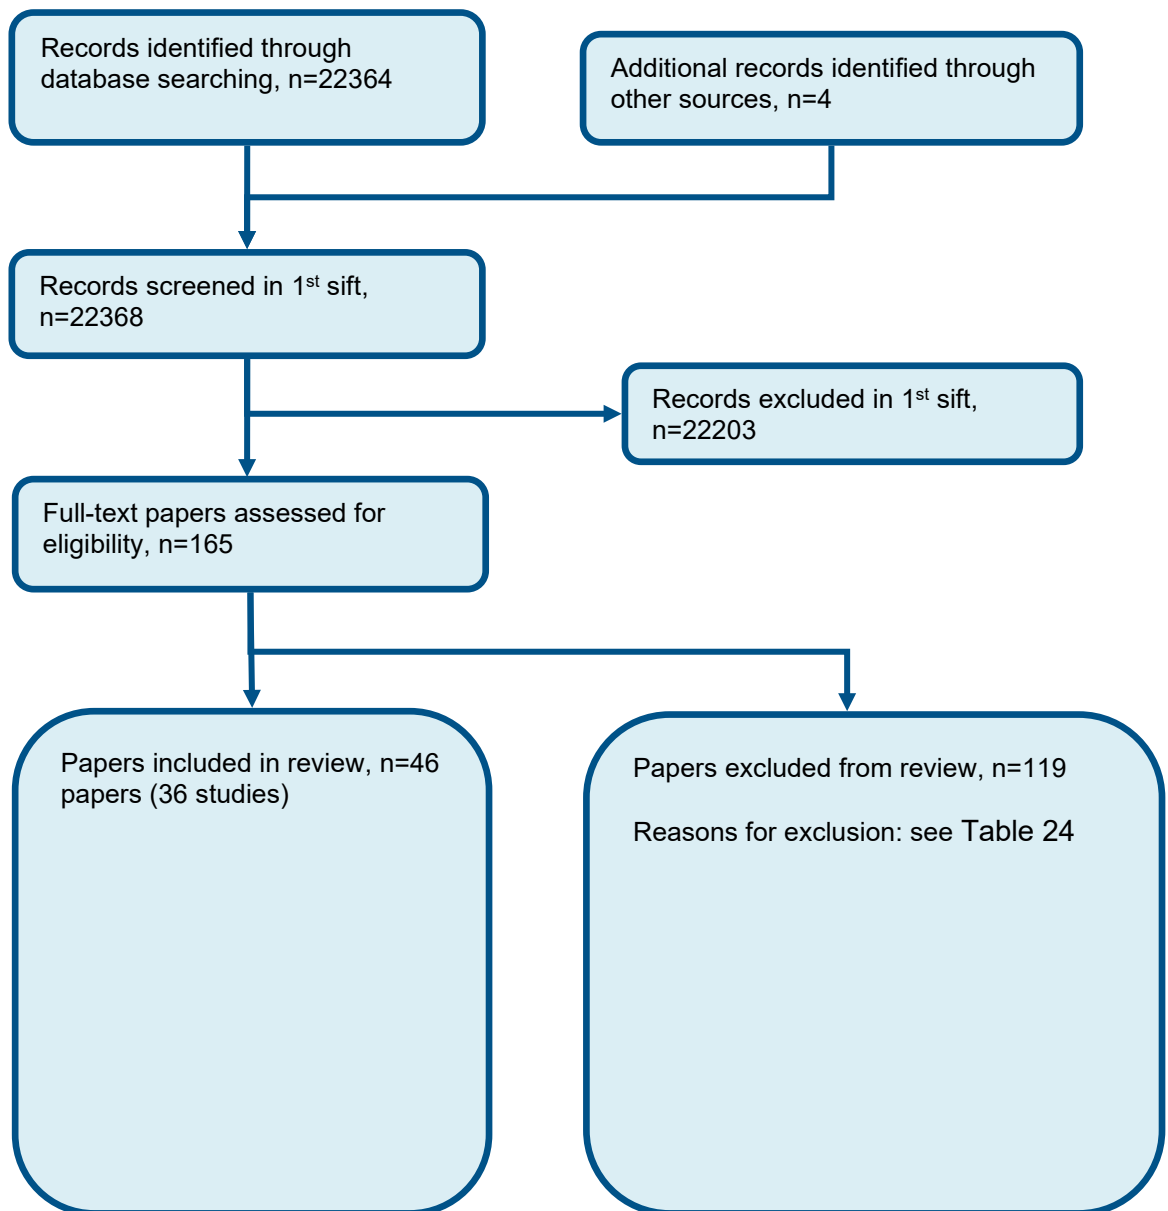 Records identified through
database searching, n=22364
Additional records identified through
other sources, n=4
Records screened in 1st sift,
n=22368
Records excluded in 1st sift,
n=22203
Full-text papers assessed for
eligibility, n=165
Papers included in review, n=46
papers (36 studies)
Papers excluded from review, n=119
Reasons for exclusion: see Table 24